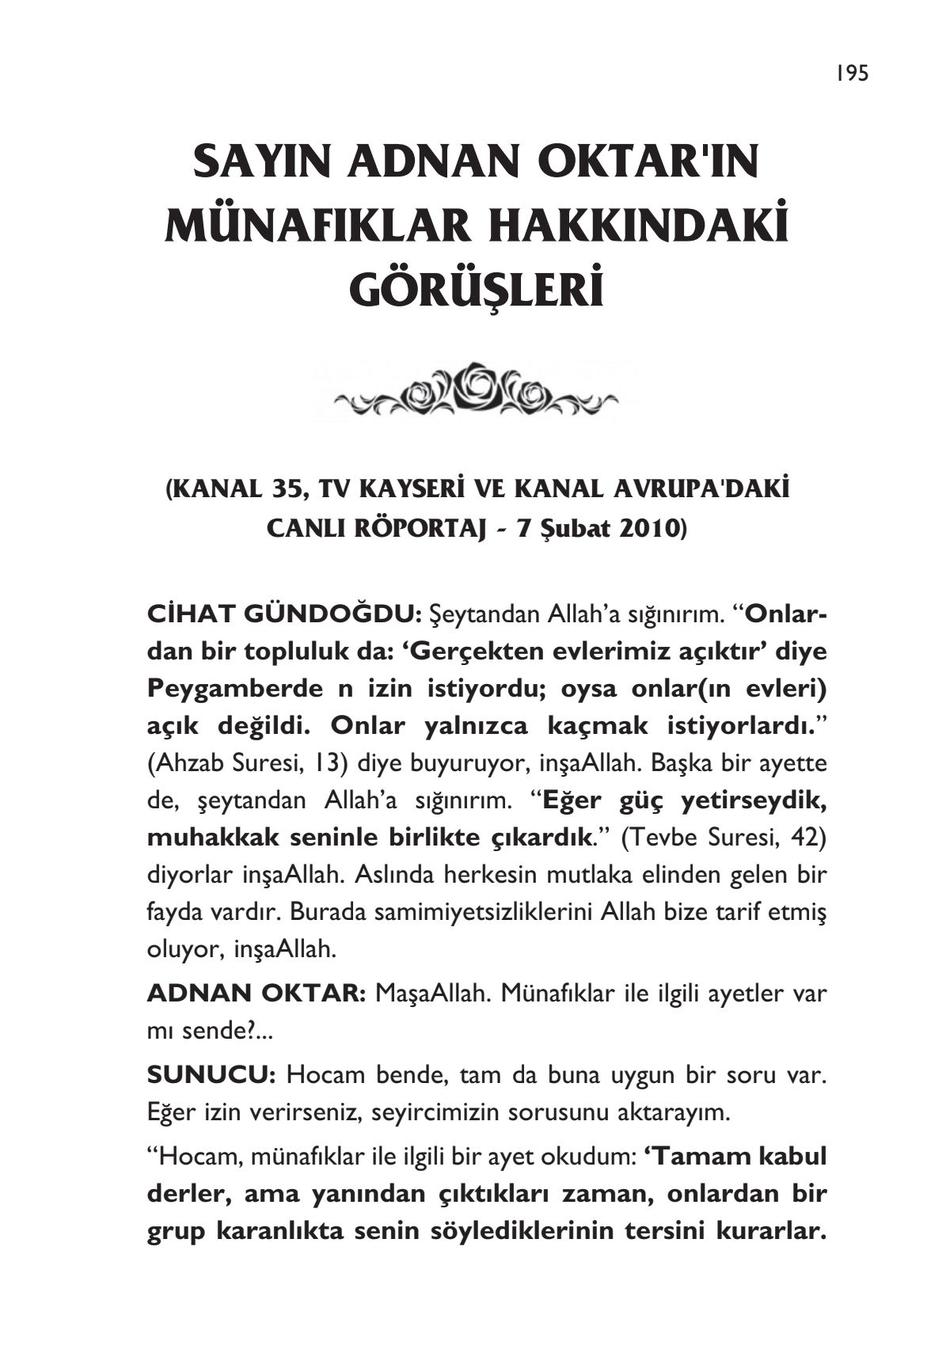 195
SAYIN ADNAN OKTAR'IN
MÜNAFIKLAR HAKKINDAKİ
GÖRÜŞLERİ
(KANAL 35, TV KAYSERİ VE KANAL AVRUPA'DAKİ
CANLI RÖPORTAJ - 7 Şubat 2010)
CİHAT GÜNDOĞDU: Şeytandan Allah’a sığınırım. “Onlar-
dan bir topluluk da: ‘Gerçekten evlerimiz açıktır’ diye
Peygamberde n izin istiyordu; oysa onlar(ın evleri)
açık değildi. Onlar yalnızca kaçmak istiyorlardı.”
(Ahzab Suresi, 13) diye buyuruyor, inşaAllah. Başka bir ayette
de, şeytandan Allah’a sığınırım. “Eğer güç yetirseydik,
muhakkak seninle birlikte çıkardık.” (Tevbe Suresi, 42)
diyorlar inşaAllah. Aslında herkesin mutlaka elinden gelen bir
fayda vardır. Burada samimiyetsizliklerini Allah bize tarif etmiş
oluyor, inşaAllah.
ADNAN OKTAR: MaşaAllah. Münafıklar ile ilgili ayetler var
mı sende?...
SUNUCU: Hocam bende, tam da buna uygun bir soru var.
Eğer izin verirseniz, seyircimizin sorusunu aktarayım.
“Hocam, münafıklar ile ilgili bir ayet okudum: ‘Tamam kabul
derler, ama yanından çıktıkları zaman, onlardan bir
grup karanlıkta senin söylediklerinin tersini kurarlar.